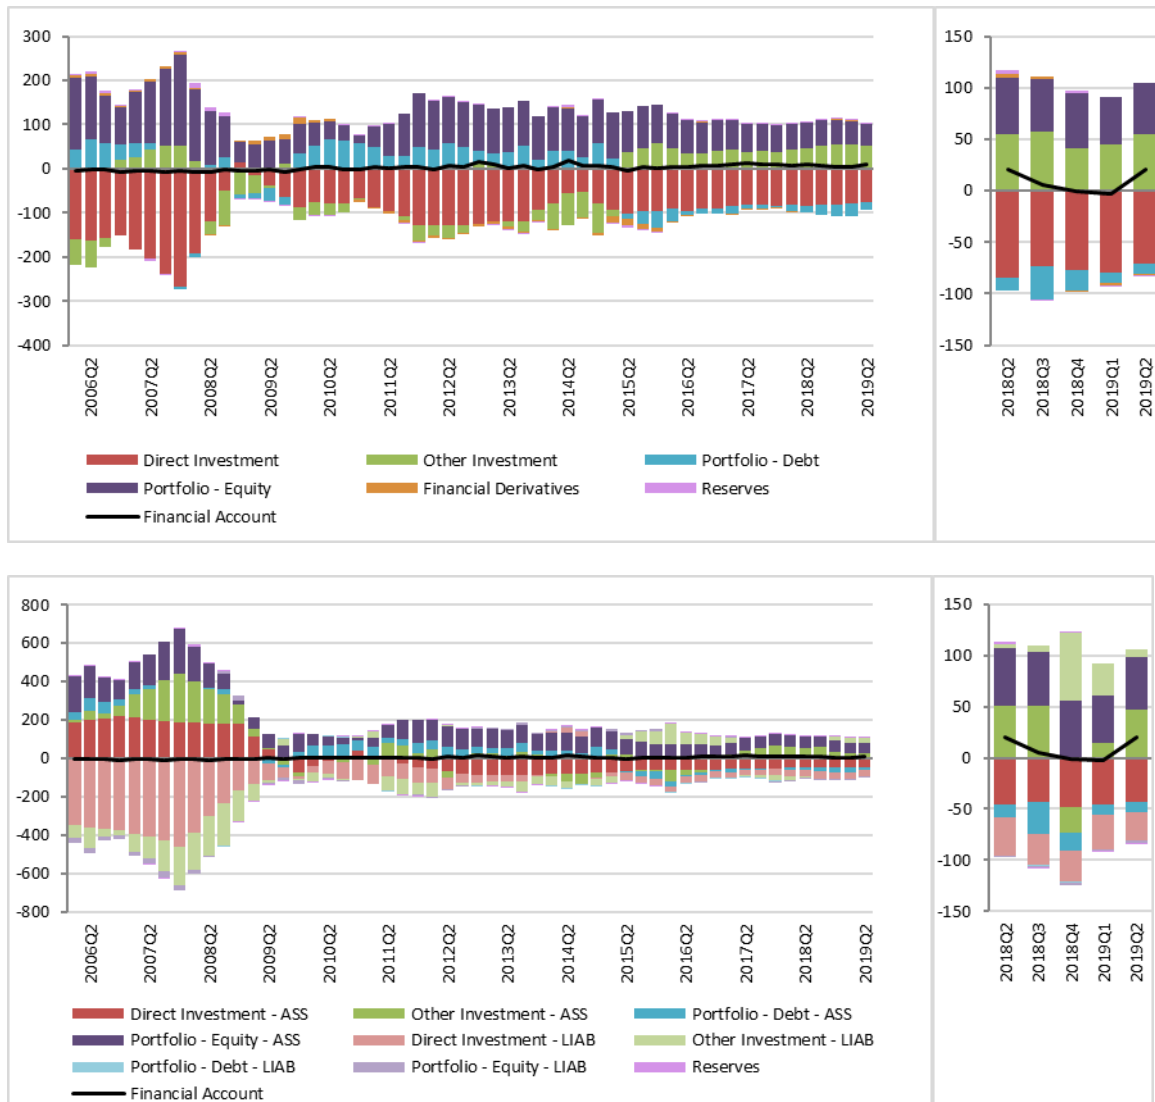 300
200
100
0
-100
-200
-300
-400
2006Q2
2007Q2
2008Q2
2009Q2
2010Q2
2011Q2
2012Q2
2013Q2
2014Q2
2015Q2
2016Q2
2017Q2
2018Q2
2019Q2
Direct Investment
Other Investment
Portfolio - Debt
Portfolio - Equity
Financial Derivatives
Reserves
Financial Account
150
100
50
0
-50
-100
-150
2018Q2
2018Q3
2018Q4
2019Q1
2019Q2
800
600
400
200
0
-200
-400
-600
-800
2006Q2
2007Q2
2008Q2
2009Q2
2010Q2
2011Q2
2012Q2
2013Q2
2014Q2
2015Q2
2016Q2
2017Q2
2018Q2
2019Q2
Direct Investment - ASS
Other Investment - ASS
Portfolio - Debt - ASS
Portfolio - Equity - ASS
Direct Investment - LIAB
Other Investment - LIAB
Portfolio - Debt - LIAB
Portfolio - Equity - LIAB
Reserves
Financial Account
150
100
50
0
-50
-100
-150
2018Q2
2018Q3
2018Q4
2019Q1
2019Q2